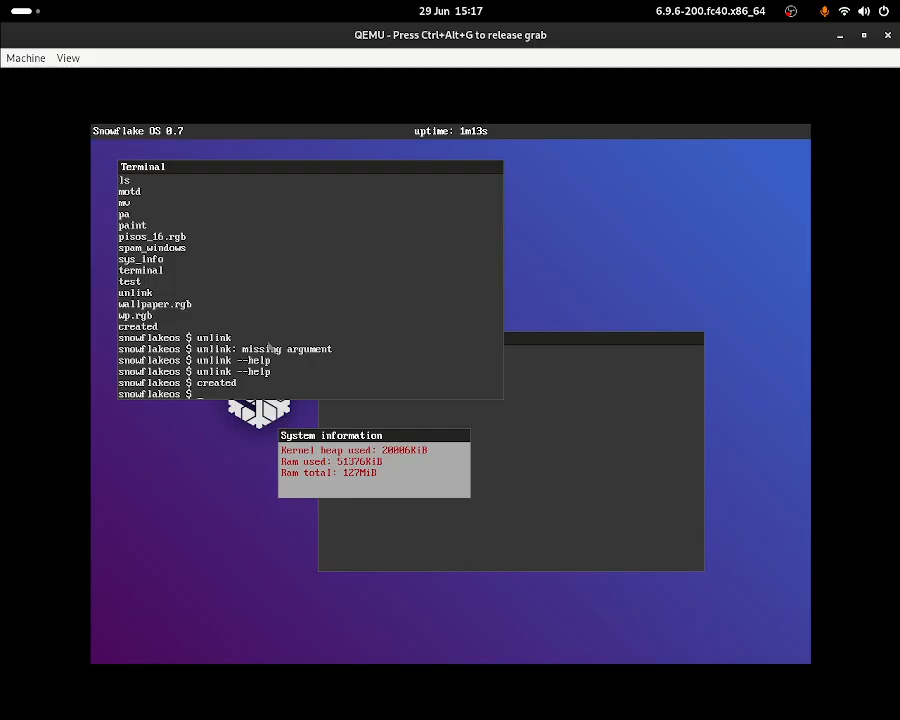 29 Jun 15:17
6.9.6-200.fc40.x86_64
QEMU - Press Ctrl+Alt+G to release grab
Machine View
Snowflake OS 0.7
uptime: 1m13s
Terminal
ls
motd
mv
pa
paint
pisos_16.rgb
spam_windows
sys_info
terminal
test
unlink
wallpaper.rgb
wp.rgb
created
snowflakeos $ unlink
snowflakeos $ unlink: missing argument
snowflakeos $ unlink --help
snowflakeos $ unlink --help
snowflakeos $ created
snowflakeos $ _
System information
Kernel heap used: 20006KiB
Ram used: 51376KiB
Ram total: 127MiB